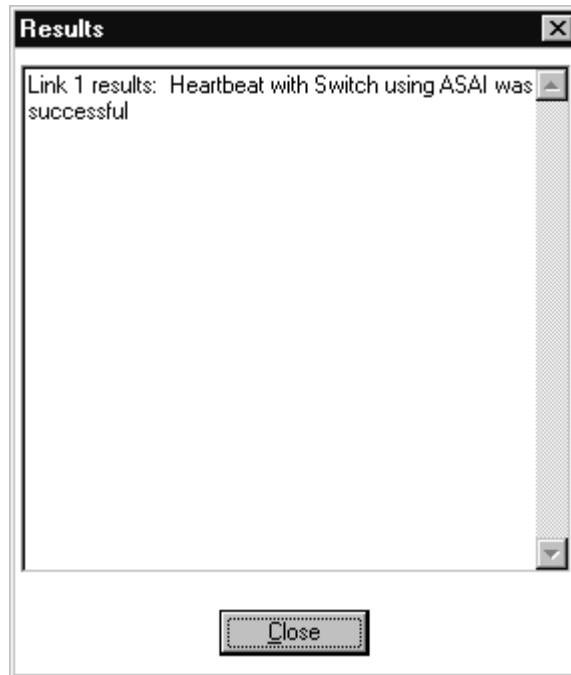 Results
Link 1 results:  Heartbeat with Switch using ASAI was
successful
Close